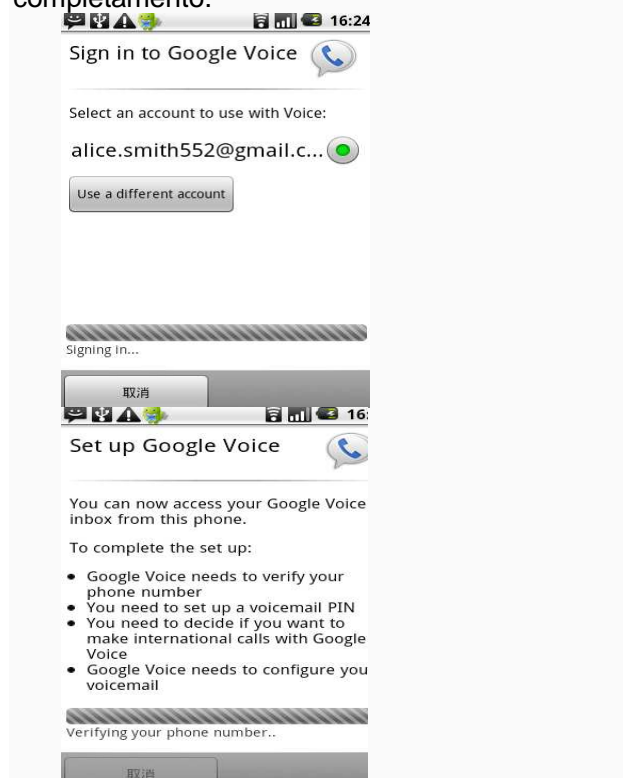 completamento.
16:24
Sign in to Google Voice
Select an account to use with Voice:
alice.smith552@gmail.c...
Use a different account
Signing in...
取消
16:
Set up Google Voice
You can now access your Google Voice
inbox from this phone.
To complete the set up:
• Google Voice needs to verify your
phone number
• You need to set up a voicemail PIN
• You need to decide if you want to
make international calls with Google
Voice
• Google Voice needs to configure you
voicemail
Verifying your phone number..
取消